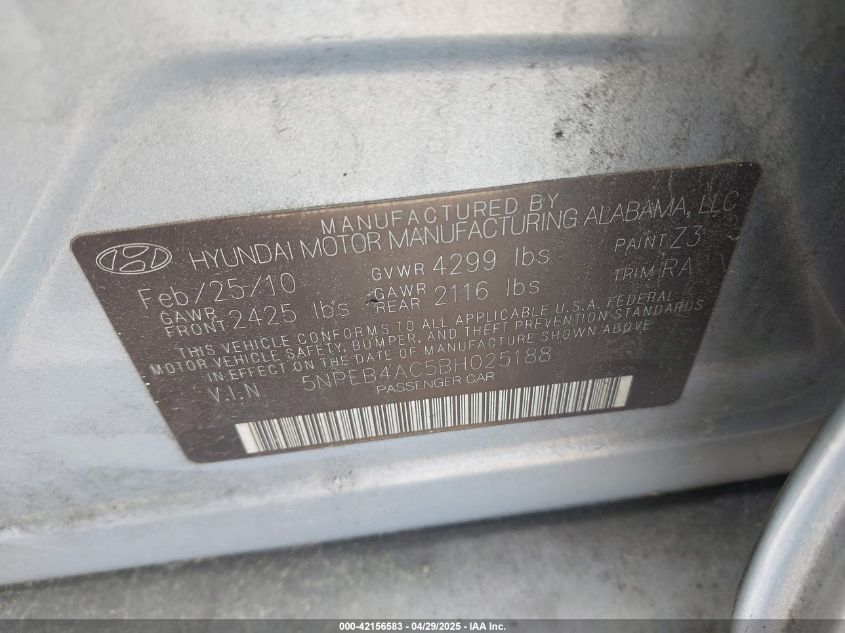 MANUFACTURED BY
HYUNDAI MOTOR MANUFACTURING ALABAMA, LLC
Feb/25/10 GVWR 4299 lbs PAINT Z3
GAWR FRONT 2425 lbs GAWR REAR 2116 lbs TRIM RA
THIS VEHICLE CONFORMS TO ALL APPLICABLE U.S.A. FEDERAL
MOTOR VEHICLE SAFETY, BUMPER, AND THEFT PREVENTION STANDARDS
IN EFFECT ON THE DATE OF MANUFACTURE SHOWN ABOVE
V.I.N. 5NPEB4AC5BH025188
PASSENGER CAR
000-42156583 / 04/29/2025 - IAA Inc.